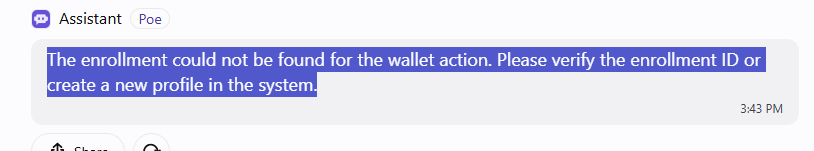 Assistant Poe
The enrollment could not be found for the wallet action. Please verify the enrollment ID or
create a new profile in the system.
3:43 PM
Share